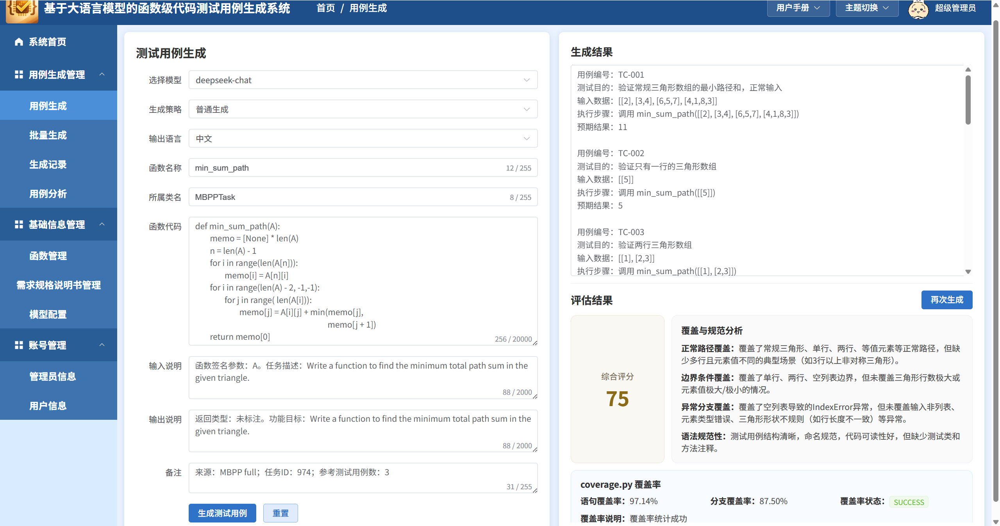 基于大语言模型的函数级代码测试用例生成系统
首页 / 用例生成
用户手册
主题切换
超级管理员
系统首页
用例生成管理
用例生成
批量生成
生成记录
用例分析
基础信息管理
函数管理
需求规格说明书管理
模型配置
账号管理
管理员信息
用户信息
测试用例生成
选择模型
deepseek-chat
生成策略
普通生成
输出语言
中文
函数名称
min_sum_path
12 / 255
所属类名
MBPPTask
8 / 255
函数代码
def min_sum_path(A):
memo = [None] * len(A)
n = len(A) - 1
for i in range(len(A[n])):
memo[i] = A[n][i]
for i in range(len(A) - 2, -1,-1):
for j in range( len(A[i])):
memo[j] = A[i][j] + min(memo[j],
memo[j + 1])
return memo[0]
256 / 20000
输入说明
函数签名参数：A。任务描述：Write a function to find the minimum total path sum in the
given triangle.
88 / 2000
输出说明
返回类型：未标注。功能目标：Write a function to find the minimum total path sum in the
given triangle.
88 / 2000
备注
来源：MBPP full；任务ID：974；参考测试用例数：3
31 / 255
生成测试用例
重置
生成结果
用例编号：TC-001
测试目的：验证常规三角形数组的最小路径和，正常输入
输入数据：[[2], [3,4], [6,5,7], [4,1,8,3]]
执行步骤：调用 min_sum_path([[2], [3,4], [6,5,7], [4,1,8,3]])
预期结果：11
用例编号：TC-002
测试目的：验证只有一行的三角形数组
输入数据：[[5]]
执行步骤：调用 min_sum_path([[5]])
预期结果：5
用例编号：TC-003
测试目的：验证两行三角形数组
输入数据：[[1], [2,3]]
执行步骤：调用 min_sum_path([[1], [2,3]])
评估结果
再次生成
综合评分
75
覆盖与规范分析
正常路径覆盖：覆盖了常规三角形、单行、两行、等值元素等正常路径，但缺
少多行且元素值不同的典型场景（如3行以上非对称三角形）。
边界条件覆盖：覆盖了单行、两行、空列表边界，但未覆盖三角形行数极大或
元素值极大/极小的情况。
异常分支覆盖：覆盖了空列表导致的IndexError异常，但未覆盖输入非列表、
元素类型错误、三角形形状不规则（如行长度不一致）等异常。
语法规范性：测试用例结构清晰，命名规范，代码可读性好，但缺少测试类和
方法注释。
coverage.py 覆盖率
语句覆盖率：97.14%
分支覆盖率：87.50%
覆盖率状态：SUCCESS
覆盖率说明：覆盖率统计成功